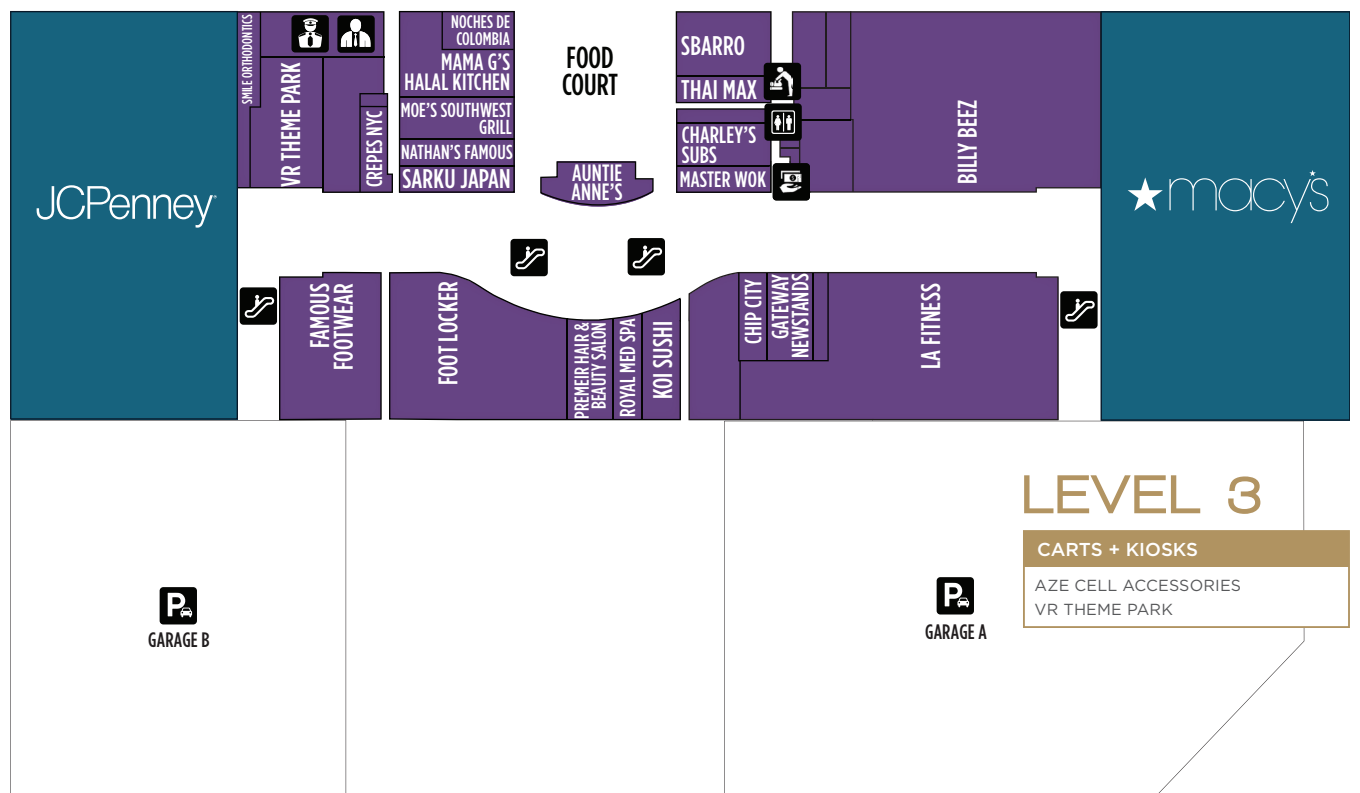 JCPenney
SMILE ORTHODONTICS
VR THEME PARK
CREPES NYC
NOCHES DE
COLOMBIA
MAMA G'S
HALAL KITCHEN
MOE'S SOUTHWEST
GRILL
NATHAN'S FAMOUS
SARKU JAPAN
FOOD
COURT
AUNTIE
ANNE'S
SBARRO
THAI MAX
CHARLEY'S
SUBS
MASTER WOK
BILLY BEEZ
macy's
FAMOUS
FOOTWEAR
FOOT LOCKER
PREMEIR HAIR &
BEAUTY SALON
ROYAL MED SPA
KOI SUSHI
CHIP CITY
GATEWAY
NEWSTANDS
LA FITNESS
LEVEL 3
CARTS + KIOSKS
AZE CELL ACCESSORIES
VR THEME PARK
P
GARAGE B
P
GARAGE A